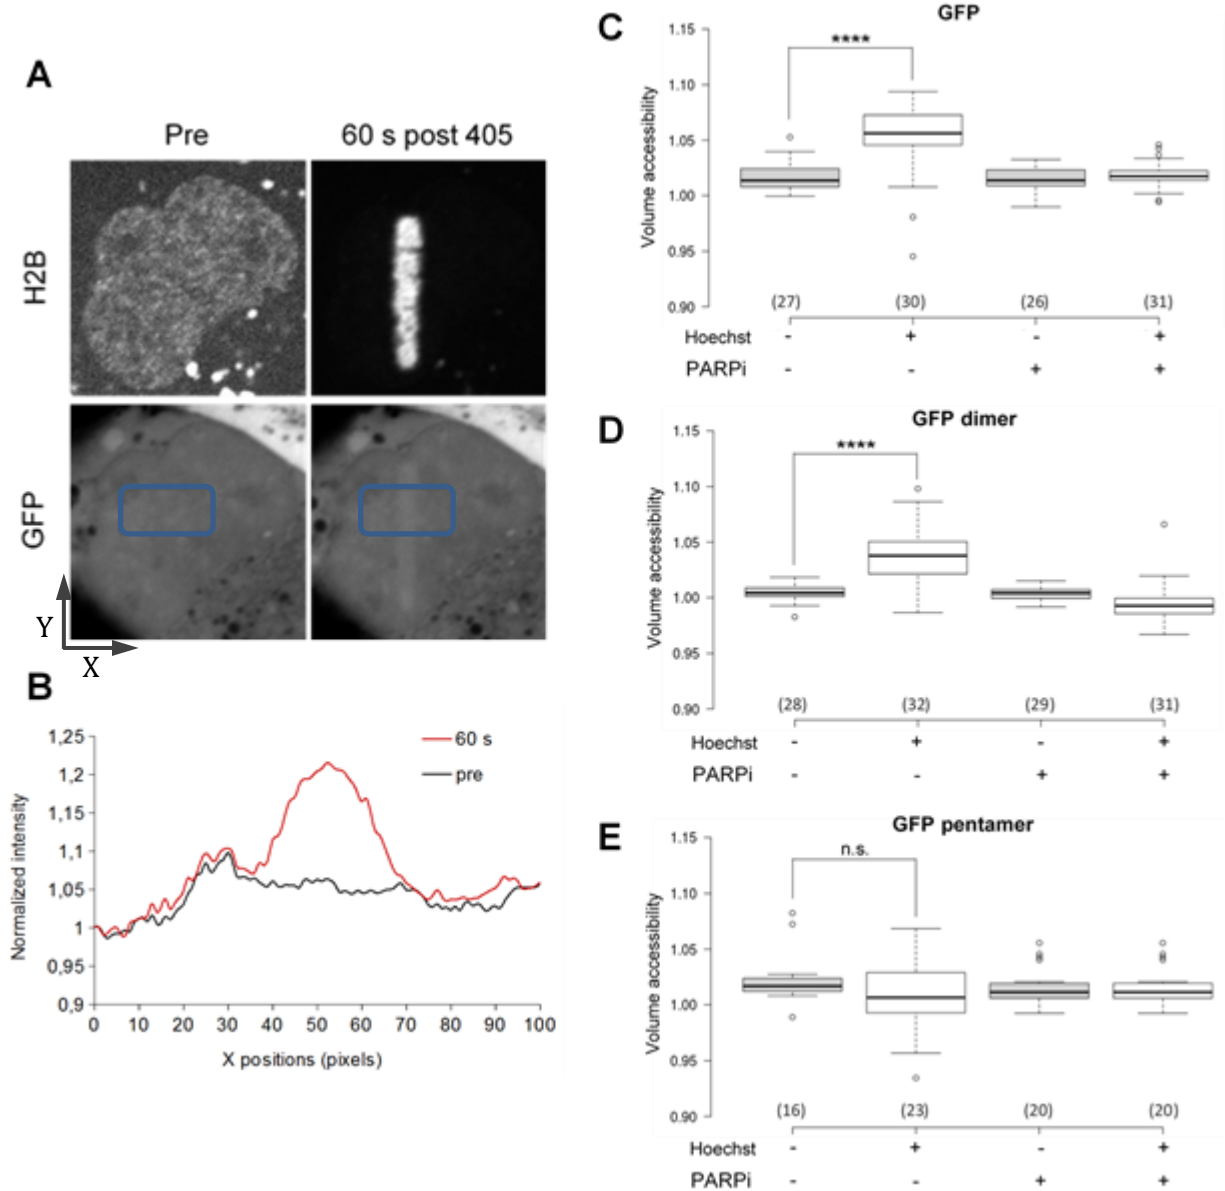 A
Pre
60 s post 405
H2B
GFP
Y
X
B
1,25
1,2
1,15
1,1
1,05
1
0,95
0,9
60 s
pre
Normalized intensity
0 10 20 30 40 50 60 70 80 90 100
X positions (pixels)
C
GFP
1.15
1.10
1.05
1.00
0.95
0.90
Volume accessibility
****
(27) (30) (26) (31)
Hoechst - + - +
PARPi - - + +
D
GFP dimer
1.15
1.10
1.05
1.00
0.95
0.90
Volume accessibility
****
(28) (32) (29) (31)
Hoechst - + - +
PARPi - - + +
E
GFP pentamer
1.15
1.10
1.05
1.00
0.95
0.90
Volume accessibility
n.s.
(16) (23) (20) (20)
Hoechst - + - +
PARPi - - + +